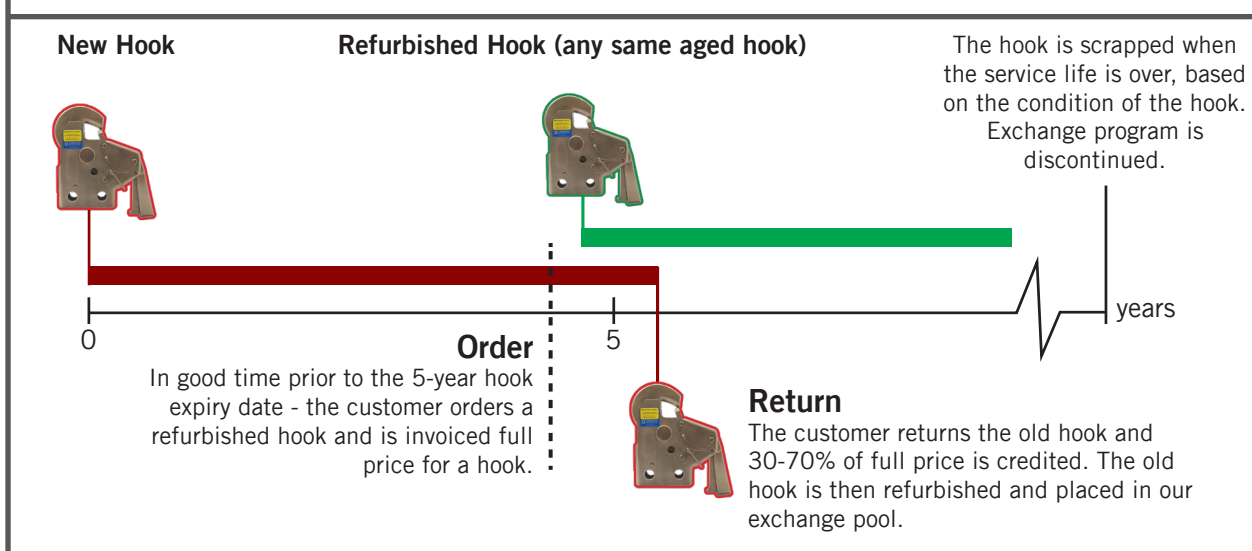 New Hook
Refurbished Hook (any same aged hook)
The hook is scrapped when
the service life is over, based
on the condition of the hook.
Exchange program is
discontinued.
years
0
5
Order
In good time prior to the 5-year hook
expiry date - the customer orders a
refurbished hook and is invoiced full
price for a hook.
Return
The customer returns the old hook and
30-70% of full price is credited. The old
hook is then refurbished and placed in our
exchange pool.